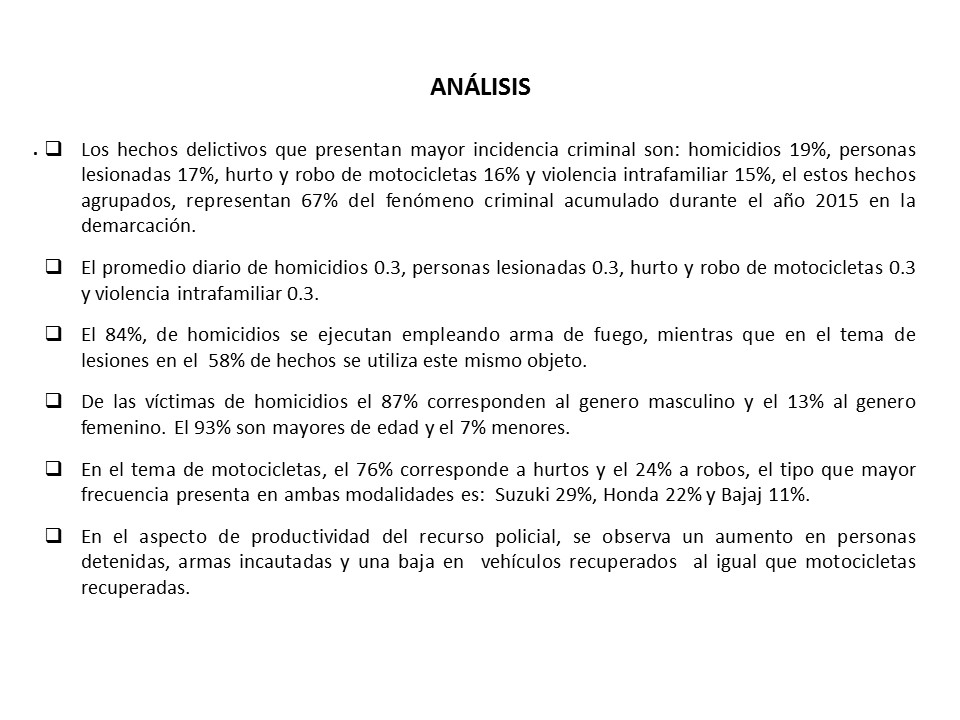 ANÁLISIS
. ❑ Los hechos delictivos que presentan mayor incidencia criminal son: homicidios 19%, personas
lesionadas 17%, hurto y robo de motocicletas 16% y violencia intrafamiliar 15%, el estos hechos
agrupados, representan 67% del fenómeno criminal acumulado durante el año 2015 en la
demarcación.
❑ El promedio diario de homicidios 0.3, personas lesionadas 0.3, hurto y robo de motocicletas 0.3
y violencia intrafamiliar 0.3.
❑ El 84%, de homicidios se ejecutan empleando arma de fuego, mientras que en el tema de
lesiones en el 58% de hechos se utiliza este mismo objeto.
❑ De las víctimas de homicidios el 87% corresponden al genero masculino y el 13% al genero
femenino. El 93% son mayores de edad y el 7% menores.
❑ En el tema de motocicletas, el 76% corresponde a hurtos y el 24% a robos, el tipo que mayor
frecuencia presenta en ambas modalidades es: Suzuki 29%, Honda 22% y Bajaj 11%.
❑ En el aspecto de productividad del recurso policial, se observa un aumento en personas
detenidas, armas incautadas y una baja en vehículos recuperados al igual que motocicletas
recuperadas.